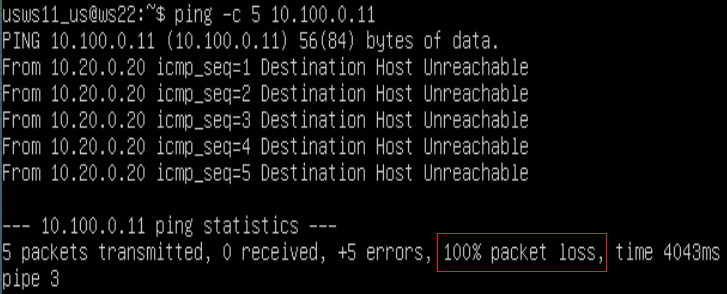 usws11_us@ws22:~$ ping -c 5 10.100.0.11
PING 10.100.0.11 (10.100.0.11) 56(84) bytes of data.
From 10.20.0.20 icmp_seq=1 Destination Host Unreachable
From 10.20.0.20 icmp_seq=2 Destination Host Unreachable
From 10.20.0.20 icmp_seq=3 Destination Host Unreachable
From 10.20.0.20 icmp_seq=4 Destination Host Unreachable
From 10.20.0.20 icmp_seq=5 Destination Host Unreachable
--- 10.100.0.11 ping statistics ---
5 packets transmitted, 0 received, +5 errors, 100% packet loss, time 4043ms
pipe 3